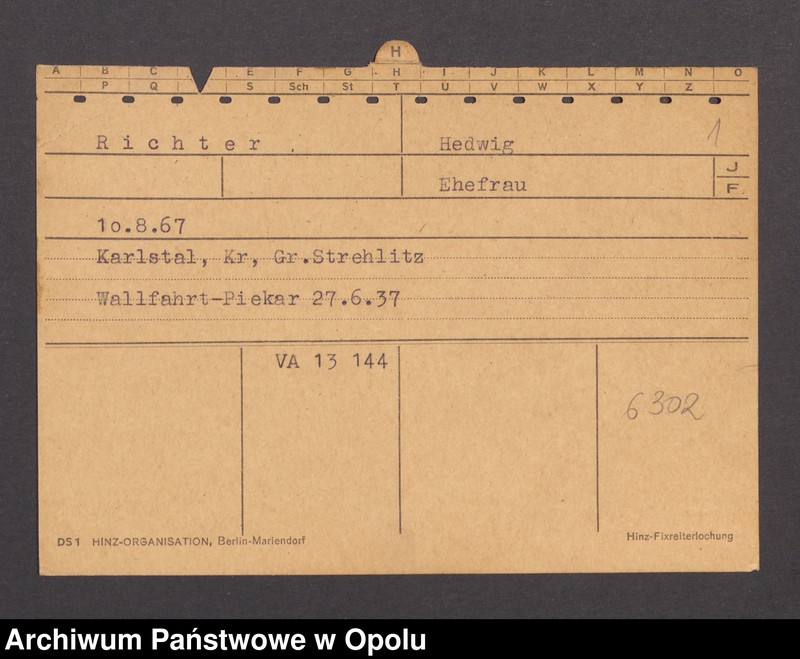 H
A B C E F G H I J K L M N O
P Q S Sch St T U V W X Y Z
R i c h t e r . Hedwig 1
Ehefrau J
F
1o.8.67
Karlstal, Kr, Gr.Strehlitz
Wallfahrt-Piekar 27.6.37
VA 13 144
6302
DS1 HINZ-ORGANISATION, Berlin-Mariendorf Hinz-Fixreiterlochung
Archiwum Państwowe w Opolu